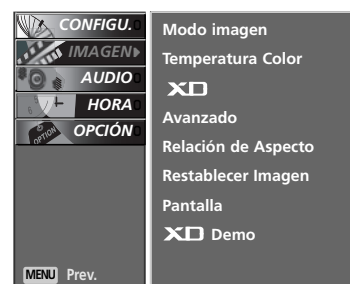 CONFIGU.
IMAGEN
AUDIO
HORA
OPCIÓN
OPTION
MENU Prev.
Modo imagen
Temperatura Color
XD
Avanzado
Relación de Aspecto
Restablecer Imagen
Pantalla
XD Demo